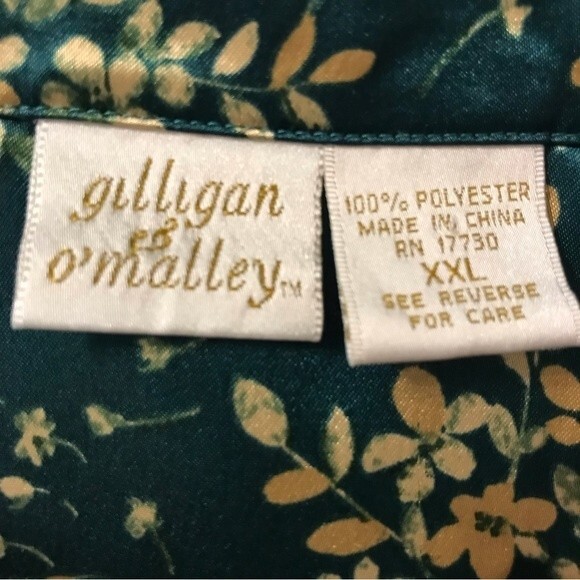 gilligan
&
o'malley™
100% POLYESTER
MADE IN CHINA
RN 17730
XXL
SEE REVERSE
FOR CARE